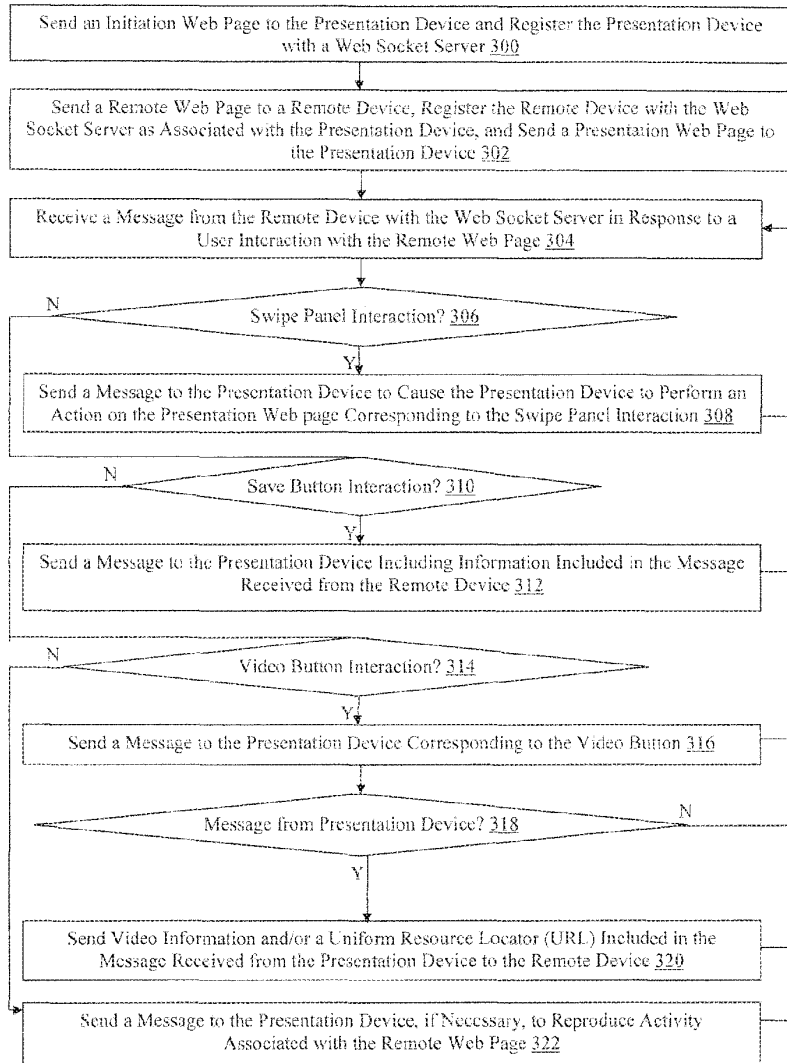 Send an Initiation Web Page to the Presentation Device and Register the Presentation Device
with a Web Socket Server 300
Send a Remote Web Page to a Remote Device, Register the Remote Device with the Web
Socket Server as Associated with the Presentation Device, and Send a Presentation Web Page to
the Presentation Device 302
Receive a Message from the Remote Device with the Web Socket Server in Response to a
User Interaction with the Remote Web Page 304
N
Swipe Panel Interaction? 306
Y
Send a Message to the Presentation Device to Cause the Presentation Device to Perform an
Action on the Presentation Web page Corresponding to the Swipe Panel Interaction 308
N
Save Button Interaction? 310
Y
Send a Message to the Presentation Device Including Information Included in the Message
Received from the Remote Device 312
N
Video Button Interaction? 314
Y
Send a Message to the Presentation Device Corresponding to the Video Button 316
Message from Presentation Device? 318
N
Y
Send Video Information and/or a Uniform Resource Locator (URL) Included in the
Message Received from the Presentation Device to the Remote Device 320
Send a Message to the Presentation Device, if Necessary, to Reproduce Activity
Associated with the Remote Web Page 322